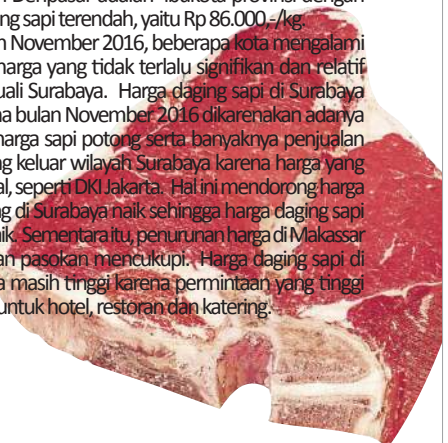 Denpasar adalah ibukota provinsi dengan
ng sapi terendah, yaitu Rp 86.000,-/kg.
n November 2016, beberapa kota mengalami
harga yang tidak terlalu signifikan dan relatif
uali Surabaya. Harga daging sapi di Surabaya
na bulan November 2016 dikarenakan adanya
harga sapi potong serta banyaknya penjualan
ng keluar wilayah Surabaya karena harga yang
al, seperti DKI Jakarta. Hal ini mendorong harga
ng di Surabaya naik sehingga harga daging sapi
ik. Sementara itu, penurunan harga di Makassar
an pasokan mencukupi. Harga daging sapi di
a masih tinggi karena permintaan yang tinggi
untuk hotel, restoran dan katering.